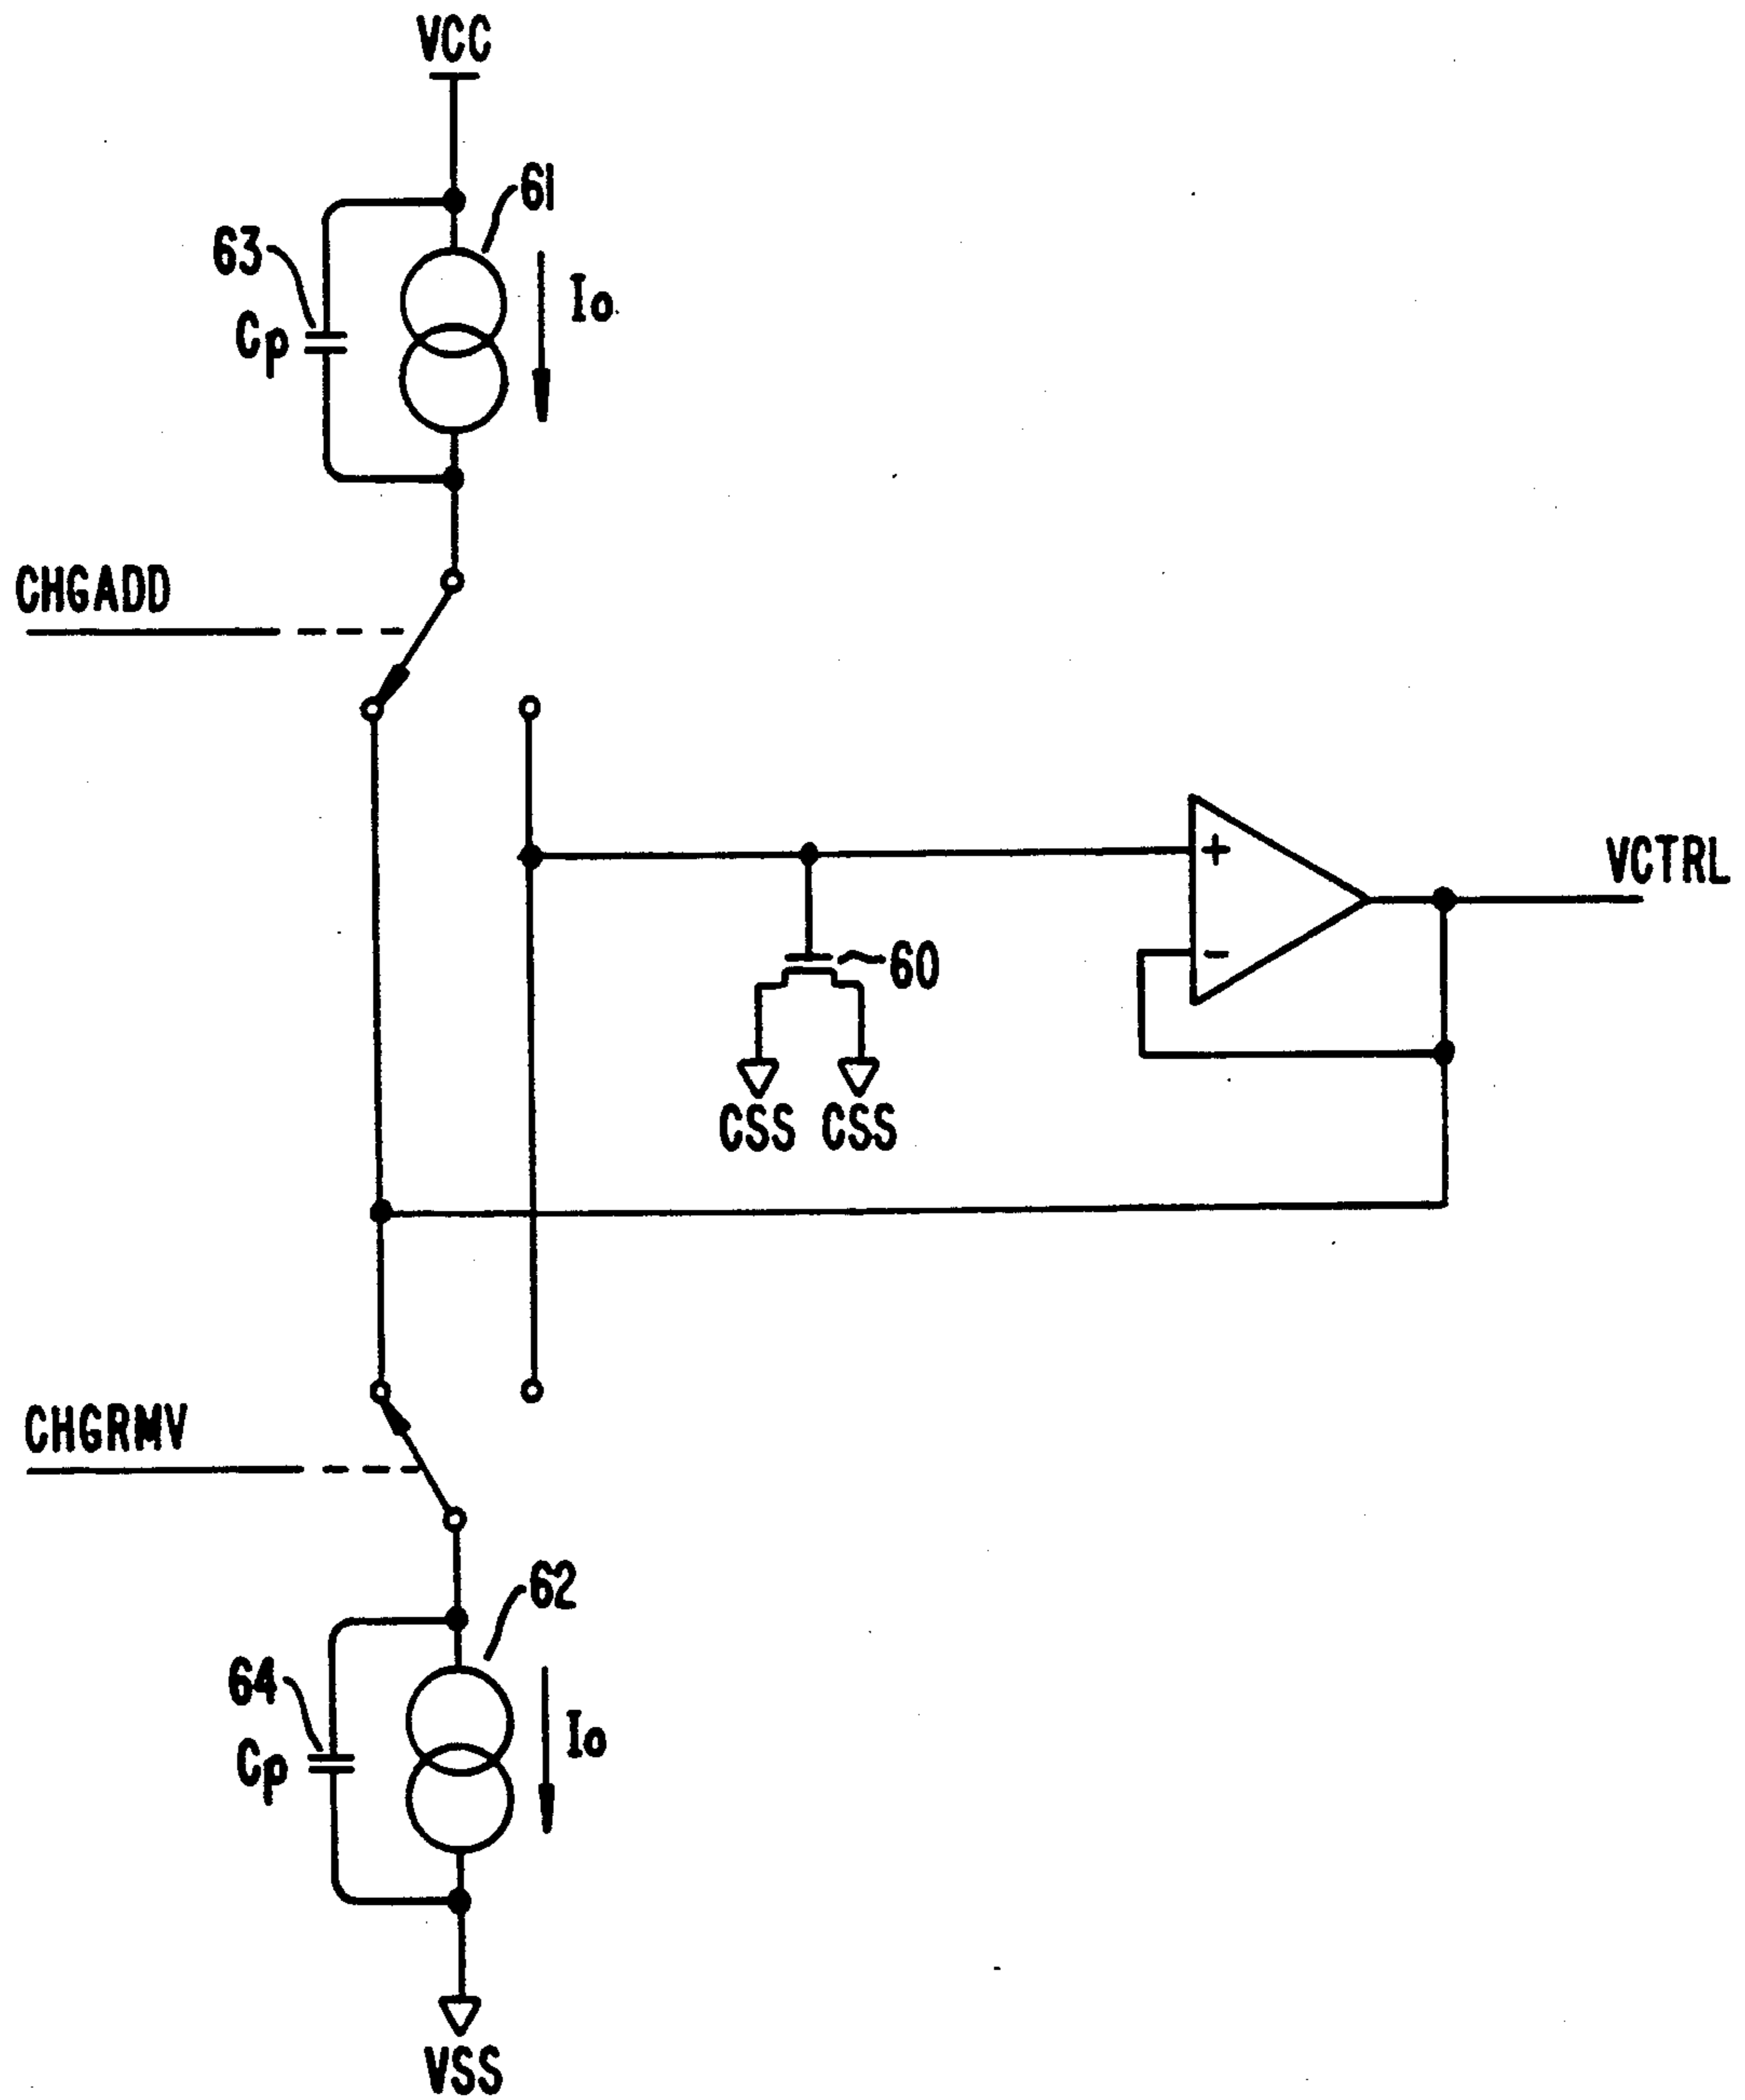 VCC
61
63
Io
Cp
CHGADD
+
VCTRL
-
60
CSS CSS
CHGRMV
62
64
Io
Cp
VSS